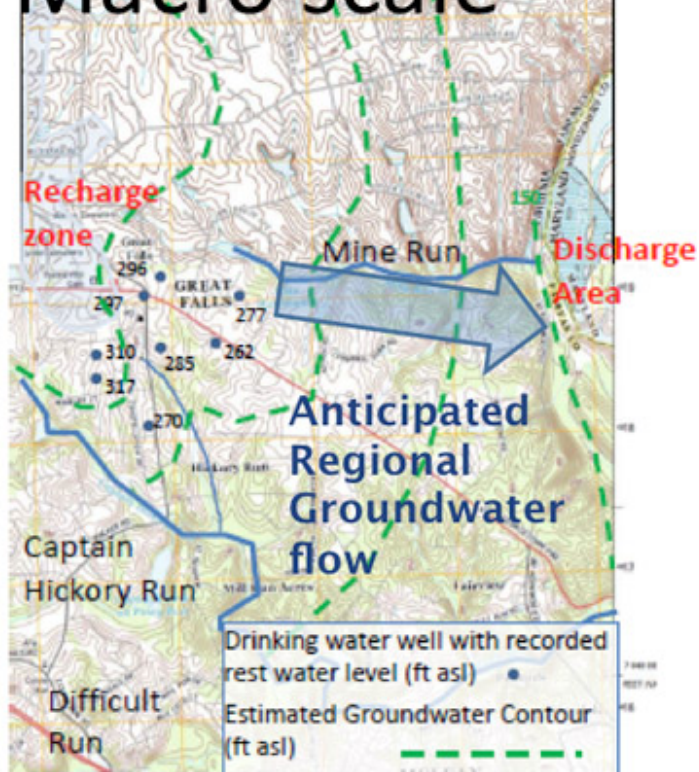 Macro scale
Recharge
zone
150
Mine Run
Discharge
Area
296
GREAT
FALLS
297
277
310
285
262
317
270
Anticipated
Regional
Groundwater
flow
Hickory Run
Captain
Hickory Run
Drinking water well with recorded
rest water level (ft asl)
Estimated Groundwater Contour
(ft asl)
Difficult
Run